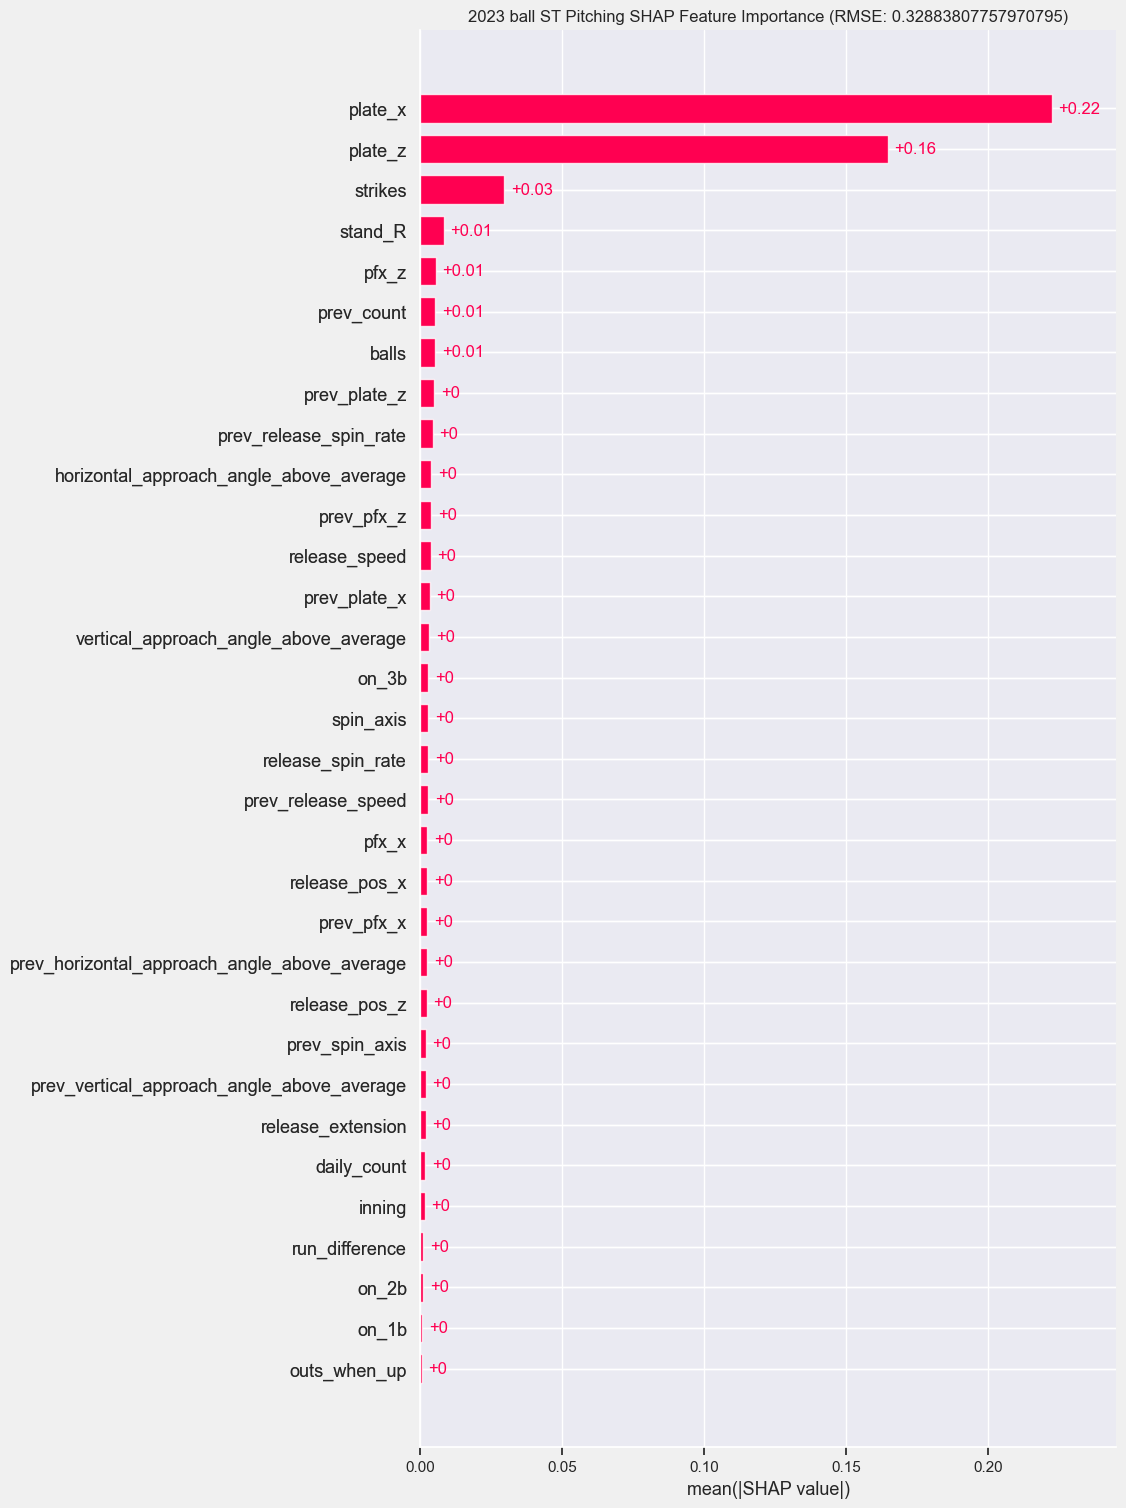 2023 ball ST Pitching SHAP Feature Importance (RMSE: 0.32883807757970795)
plate_x +0.22
plate_z +0.16
strikes +0.03
stand_R +0.01
pfx_z +0.01
prev_count +0.01
balls +0.01
prev_plate_z +0
prev_release_spin_rate +0
horizontal_approach_angle_above_average +0
prev_pfx_z +0
release_speed +0
prev_plate_x +0
vertical_approach_angle_above_average +0
on_3b +0
spin_axis +0
release_spin_rate +0
prev_release_speed +0
pfx_x +0
release_pos_x +0
prev_pfx_x +0
prev_horizontal_approach_angle_above_average +0
release_pos_z +0
prev_spin_axis +0
prev_vertical_approach_angle_above_average +0
release_extension +0
daily_count +0
inning +0
run_difference +0
on_2b +0
on_1b +0
outs_when_up +0
0.00 0.05 0.10 0.15 0.20
mean(|SHAP value|)